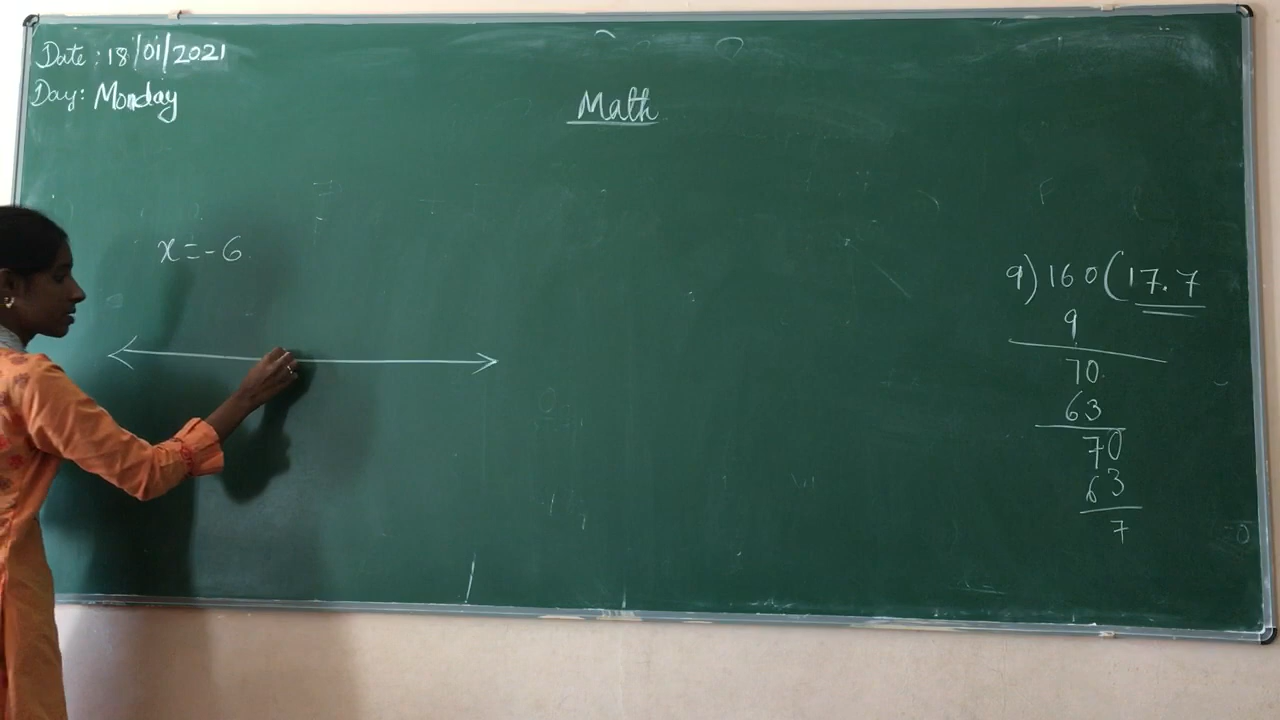 Date: 18/01/2021
Day: Monday
Math
x = -6
9) 160 (17.7
9
70
63
70
63
7